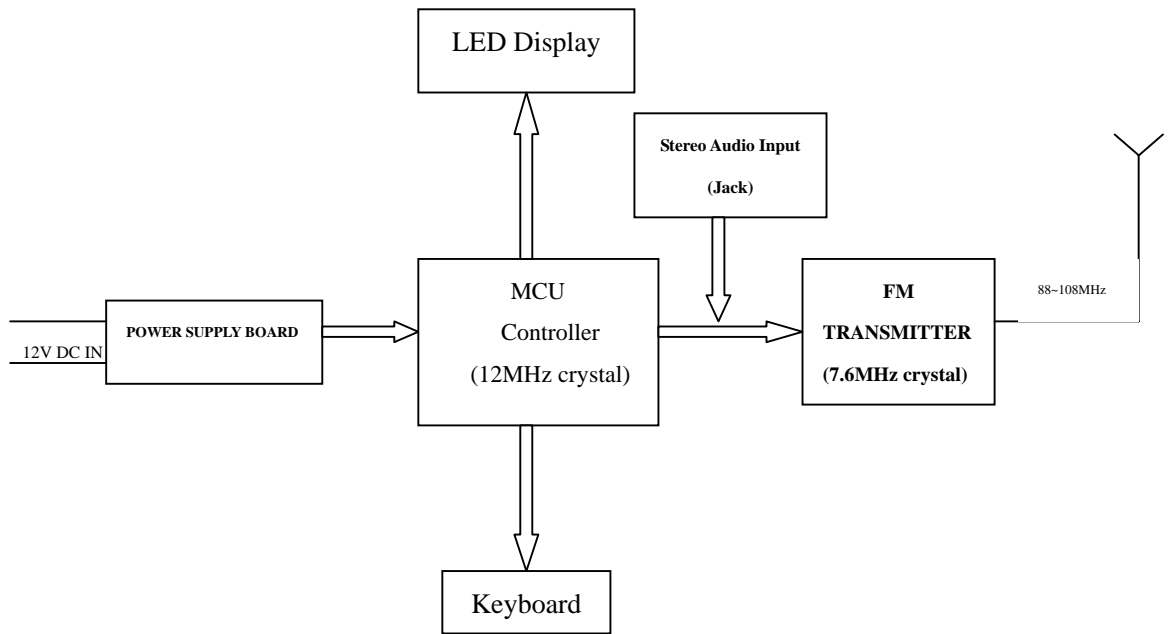 LED Display
Stereo Audio Input
(Jack)
MCU
Controller
(12MHz crystal)
FM
TRANSMITTER
(7.6MHz crystal)
88~108MHz
POWER SUPPLY BOARD
12V DC IN
Keyboard